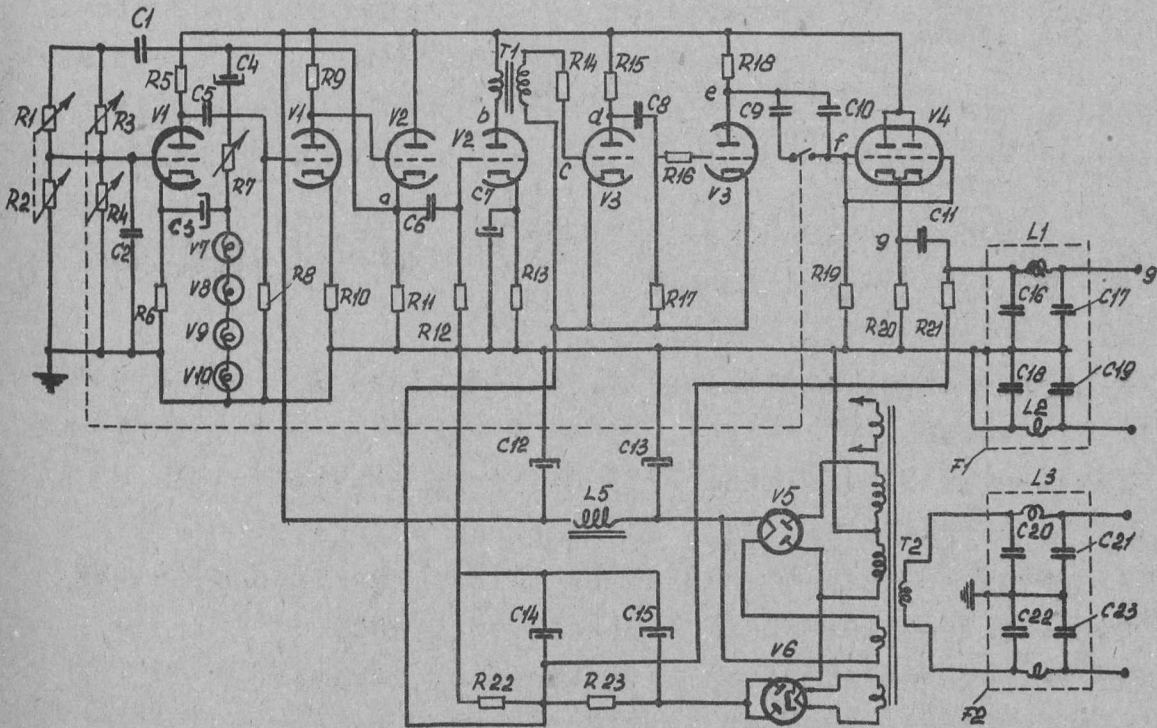 C1
T1
R5
C4
R9
R14
R15
R18
R1
R3
V1
C5
V1
V2
b
V2
d
C8
e
C9
C10
V4
f
R2
R4
R7
a
C7
C
V3
R16
V3
C2
C3
C6
C11
g
L1
g
V7
V8
V9
V10
R6
R8
R10
R11
R12
R13
R17
R19
R20
R21
C16
C17
C18
C19
L2
F1
C12
C13
L5
V5
T2
L3
C20
C21
C14
C15
V6
C22
C23
R22
R23
F2